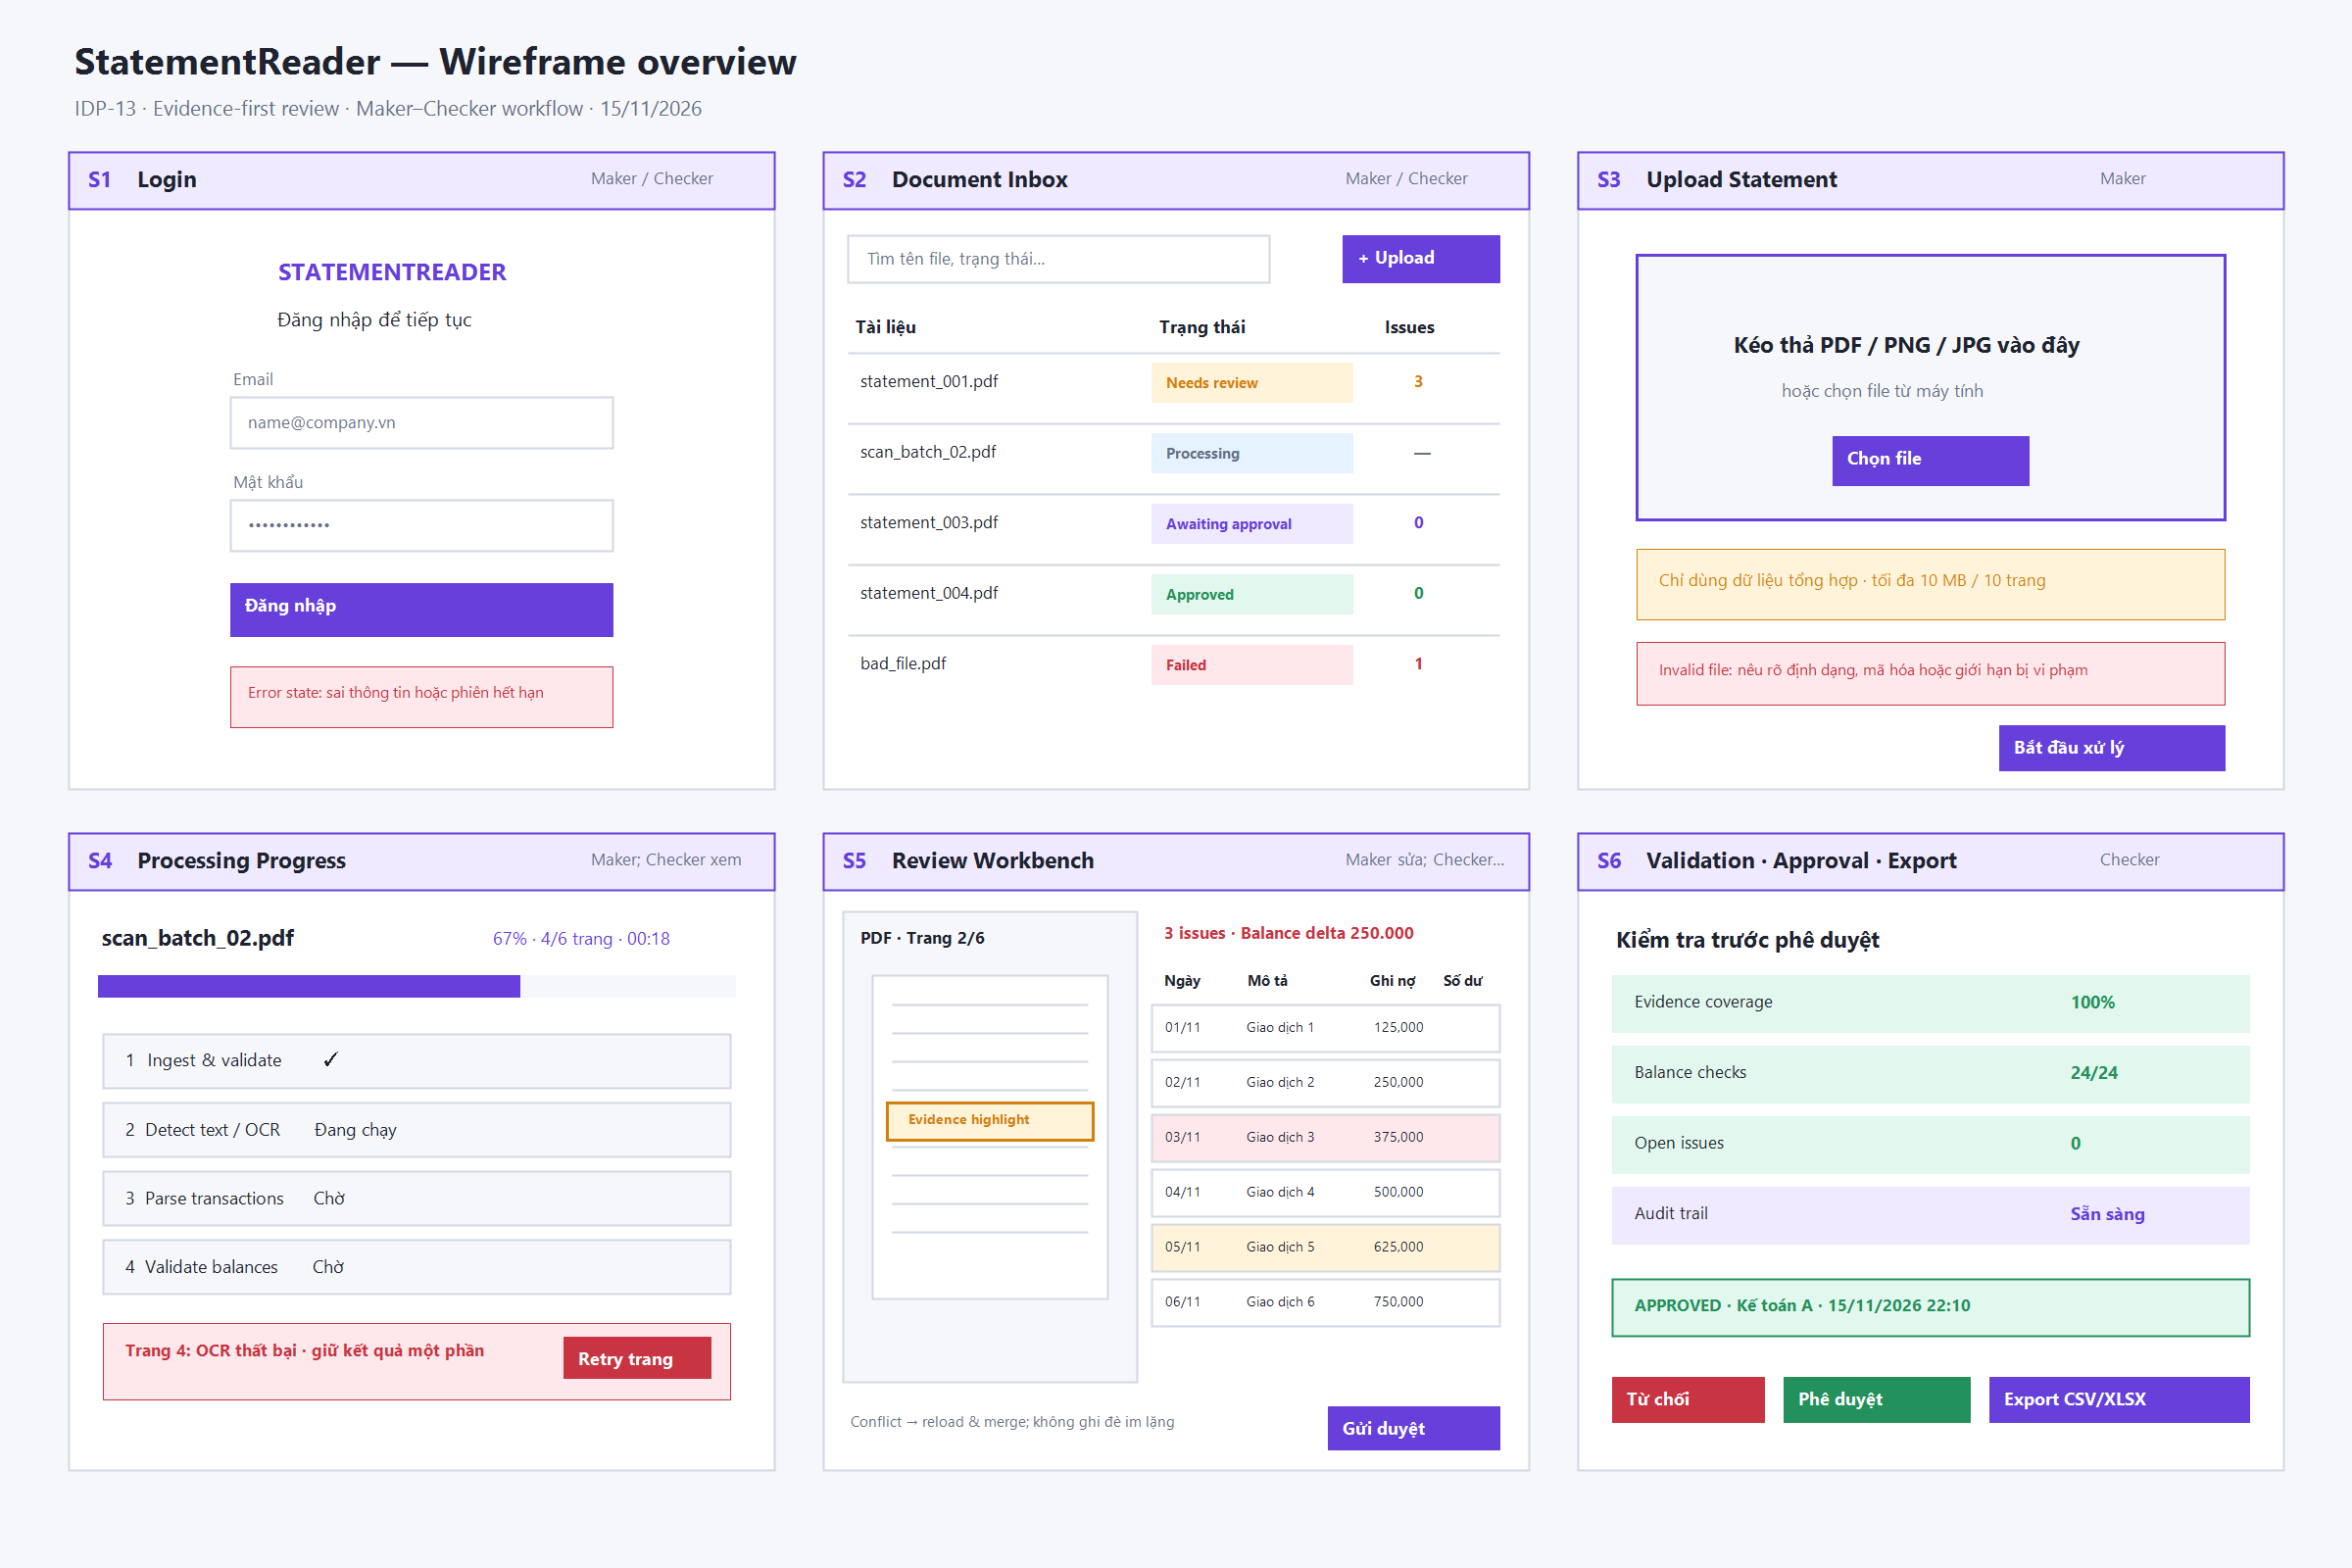 StatementReader — Wireframe overview
IDP-13 · Evidence-first review · Maker–Checker workflow · 15/11/2026
S1 Login Maker / Checker
STATEMENTREADER
Đăng nhập để tiếp tục
Email
name@company.vn
Mật khẩu
••••••••••••
Đăng nhập
Error state: sai thông tin hoặc phiên hết hạn
S2 Document Inbox Maker / Checker
Tìm tên file, trạng thái...
+ Upload
Tài liệu Trạng thái Issues
statement_001.pdf Needs review 3
scan_batch_02.pdf Processing —
statement_003.pdf Awaiting approval 0
statement_004.pdf Approved 0
bad_file.pdf Failed 1
S3 Upload Statement Maker
Kéo thả PDF / PNG / JPG vào đây
hoặc chọn file từ máy tính
Chọn file
Chỉ dùng dữ liệu tổng hợp · tối đa 10 MB / 10 trang
Invalid file: nêu rõ định dạng, mã hóa hoặc giới hạn bị vi phạm
Bắt đầu xử lý
S4 Processing Progress Maker; Checker xem
scan_batch_02.pdf 67% · 4/6 trang · 00:18
1 Ingest & validate ✓
2 Detect text / OCR Đang chạy
3 Parse transactions Chờ
4 Validate balances Chờ
Trang 4: OCR thất bại · giữ kết quả một phần
Retry trang
S5 Review Workbench Maker sửa; Checker...
PDF · Trang 2/6
Evidence highlight
3 issues · Balance delta 250.000
Ngày Mô tả Ghi nợ Số dư
01/11 Giao dịch 1 125,000
02/11 Giao dịch 2 250,000
03/11 Giao dịch 3 375,000
04/11 Giao dịch 4 500,000
05/11 Giao dịch 5 625,000
06/11 Giao dịch 6 750,000
Conflict → reload & merge; không ghi đè im lặng
Gửi duyệt
S6 Validation · Approval · Export Checker
Kiểm tra trước phê duyệt
Evidence coverage 100%
Balance checks 24/24
Open issues 0
Audit trail Sẵn sàng
APPROVED · Kế toán A · 15/11/2026 22:10
Từ chối
Phê duyệt
Export CSV/XLSX